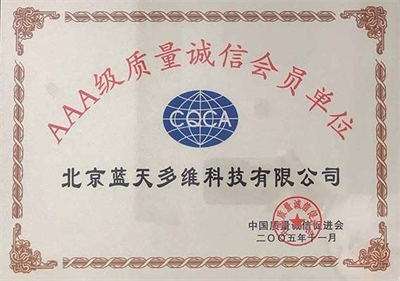 AAA级质量诚信会员单位
CQCA
北京蓝天多维科技有限公司
中国质量诚信促进会
二〇〇五年十一月